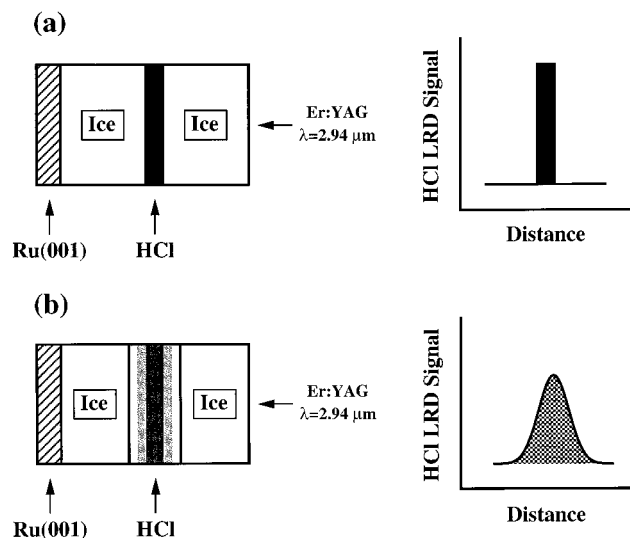 (a)
Ice
Ice
Er:YAG
λ=2.94 μm
Ru(001)
HCl
HCl LRD Signal
Distance
(b)
Ice
Ice
Er:YAG
λ=2.94 μm
Ru(001)
HCl
HCl LRD Signal
Distance